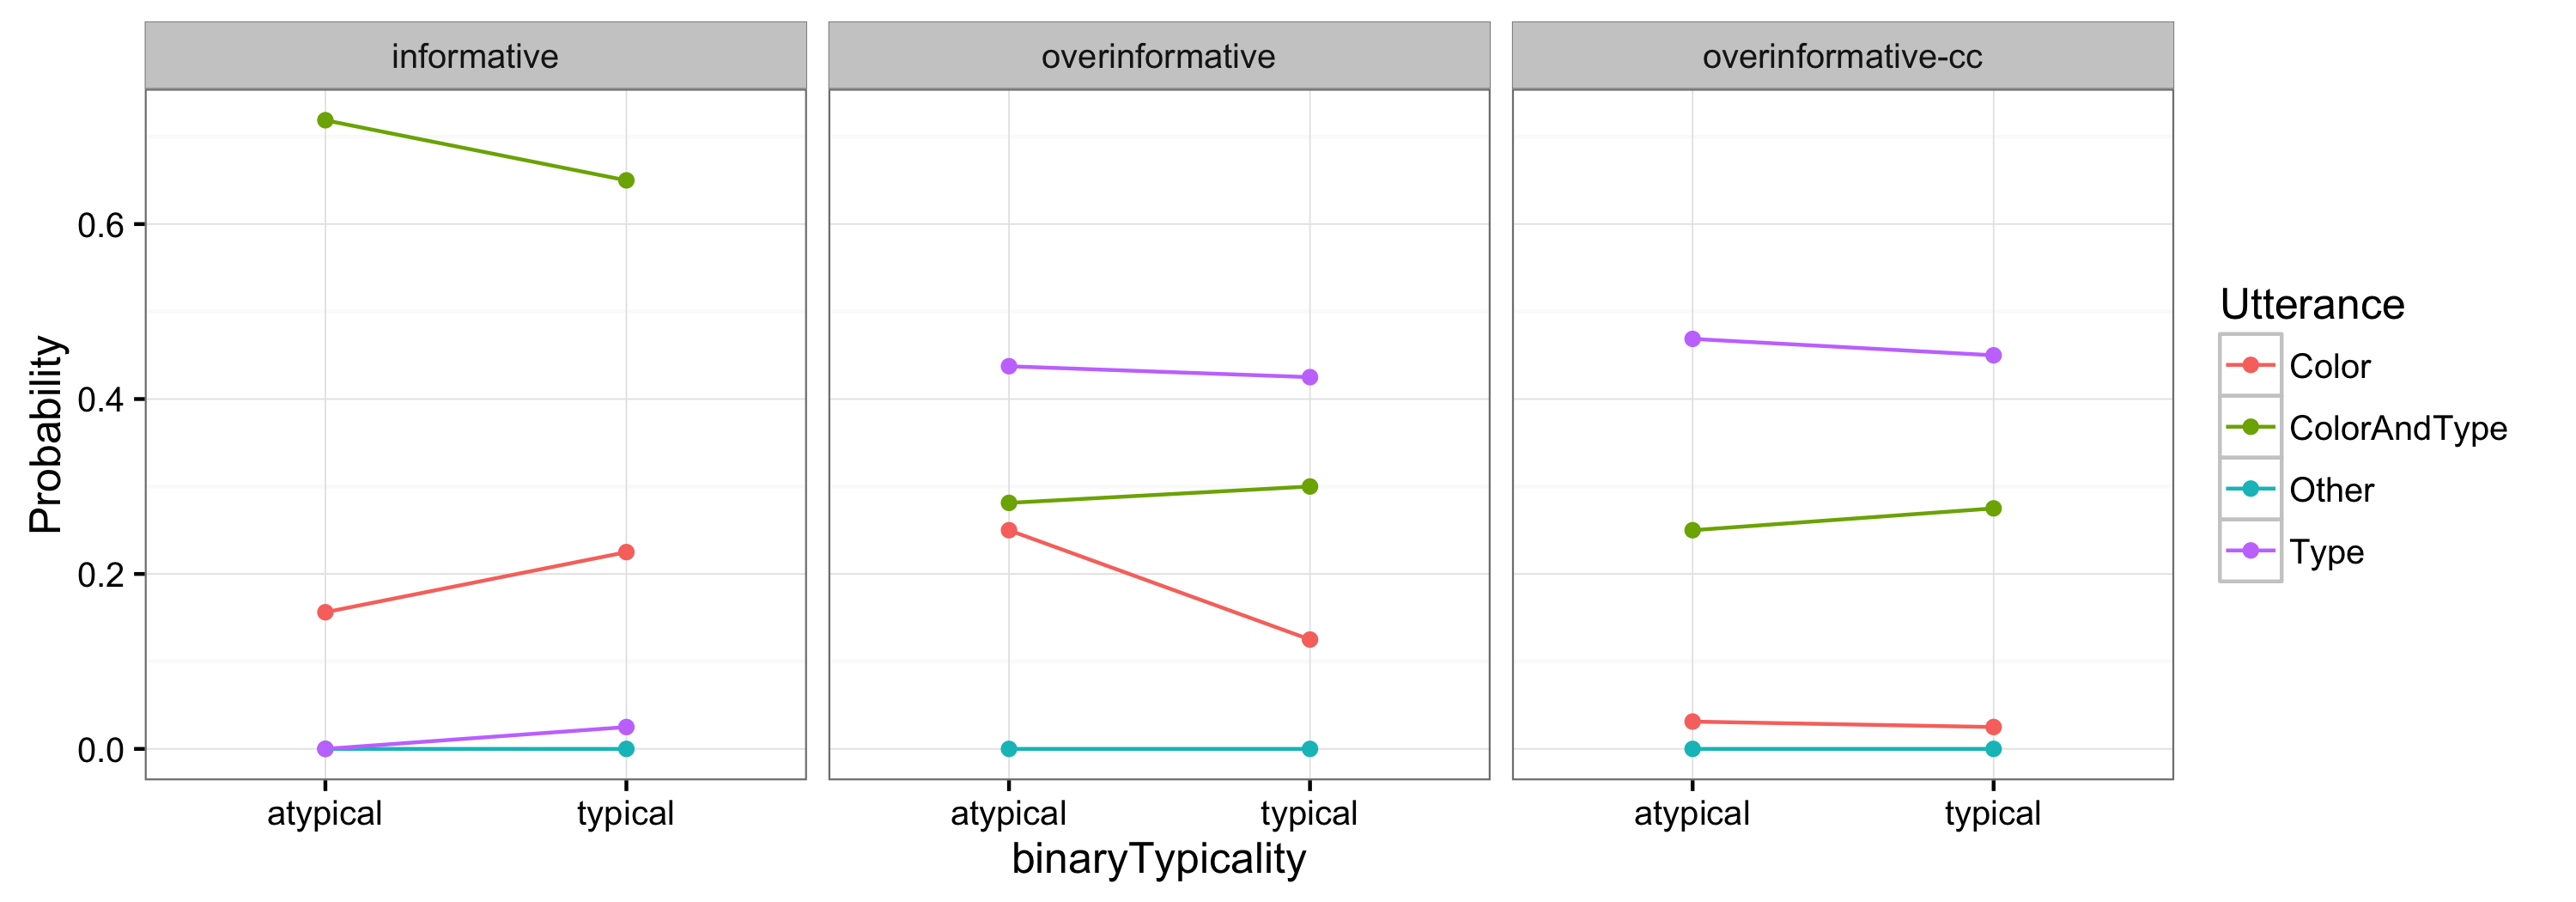 informative
overinformative
overinformative-cc
Probability
0.6
0.4
0.2
0.0
atypical
typical
atypical
typical
atypical
typical
binaryTypicality
Utterance
Color
ColorAndType
Other
Type